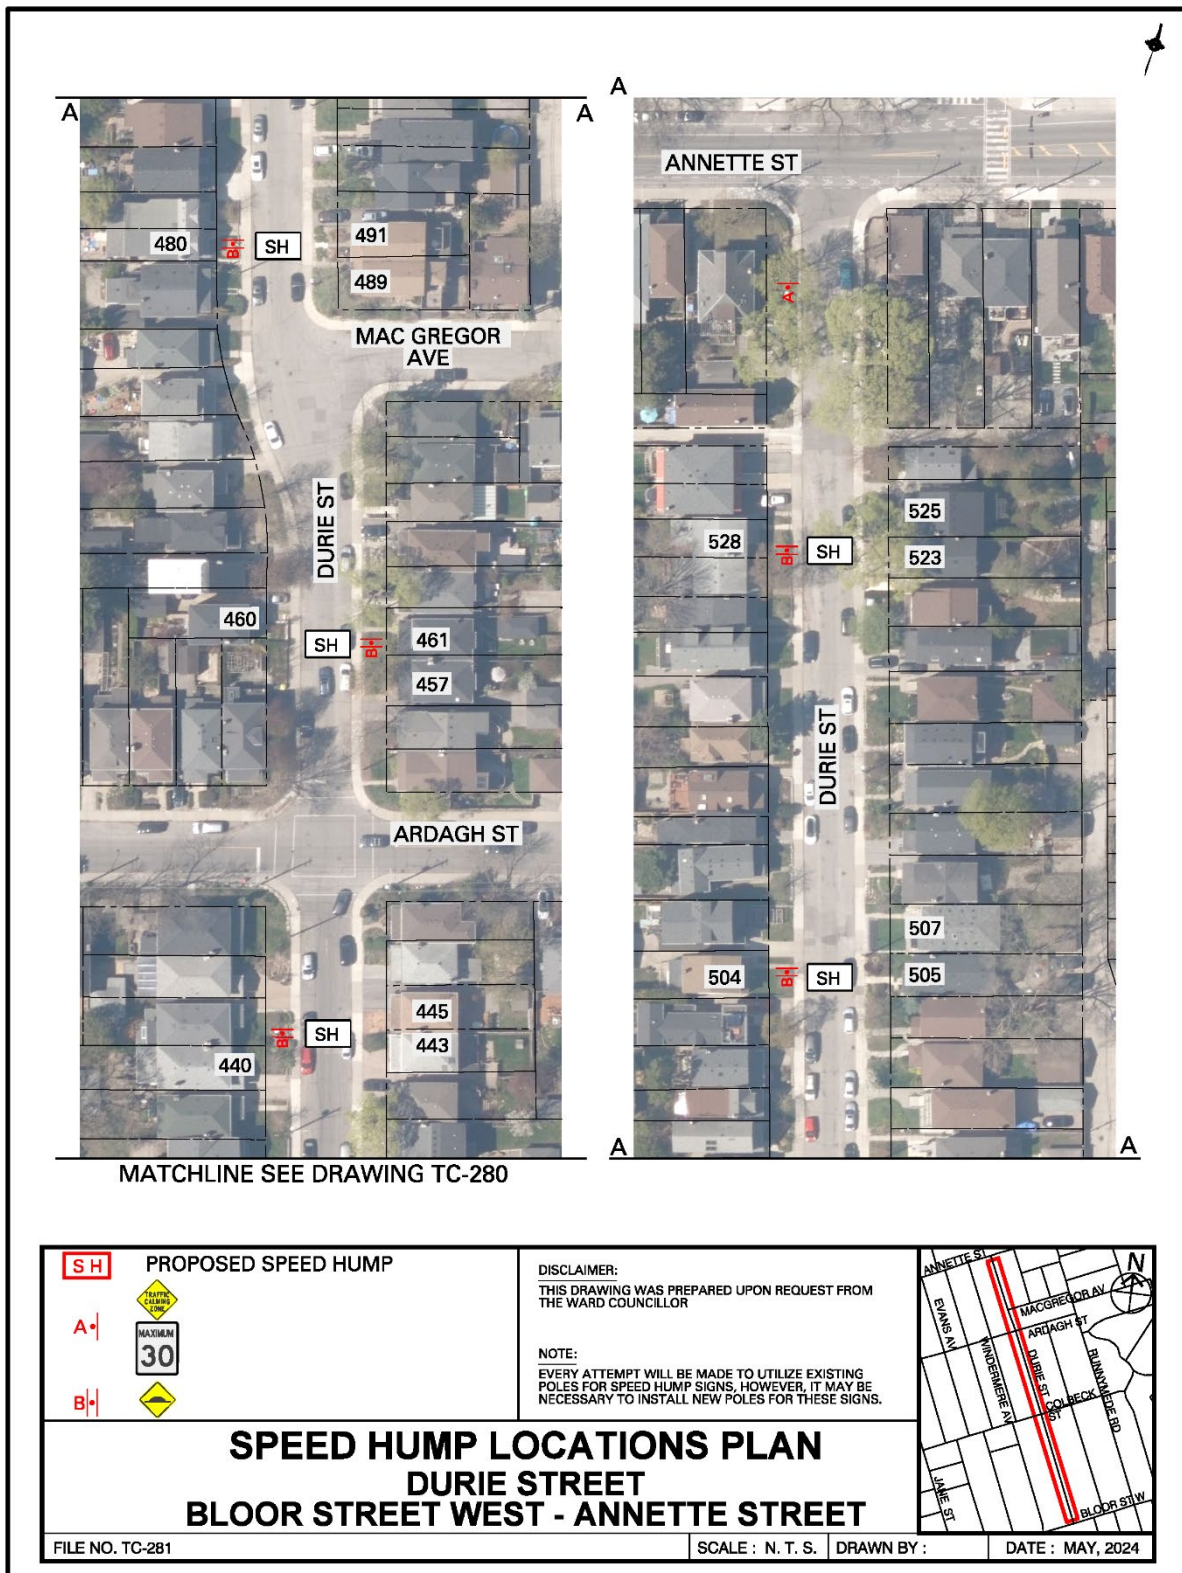 A
A
480
B
SH
491
489
MAC GREGOR
AVE
DURIE ST
460
SH
B
461
457
ARDAGH ST
B
SH
440
445
443
MATCHLINE SEE DRAWING TC-280
A
ANNETTE ST
A
528
B
SH
525
523
DURIE ST
507
504
B
SH
505
A
A
SH
PROPOSED SPEED HUMP
TRAFFIC
CALMING
ZONE
A
MAXIMUM
30
B
DISCLAIMER:
THIS DRAWING WAS PREPARED UPON REQUEST FROM
THE WARD COUNCILLOR
NOTE:
EVERY ATTEMPT WILL BE MADE TO UTILIZE EXISTING
POLES FOR SPEED HUMP SIGNS, HOWEVER, IT MAY BE
NECESSARY TO INSTALL NEW POLES FOR THESE SIGNS.
ANNETTE ST
N
MACGREGOR AV
EVANS AV
ARDAGH ST
WINDERMERE AV
DURIE ST
RUNNYMEDE RD
COLBECK
ST
JANE ST
BLOOR ST W
SPEED HUMP LOCATIONS PLAN
DURIE STREET
BLOOR STREET WEST - ANNETTE STREET
FILE NO. TC-281
SCALE : N. T. S.
DRAWN BY :
DATE : MAY, 2024